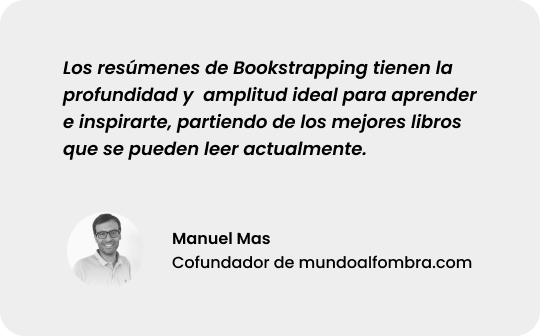 Los resúmenes de Bookstrapping tienen la
profundidad y  amplitud ideal para aprender
e inspirarte, partiendo de los mejores libros
que se pueden leer actualmente.
Manuel Mas
Cofundador de mundoalfombra.com